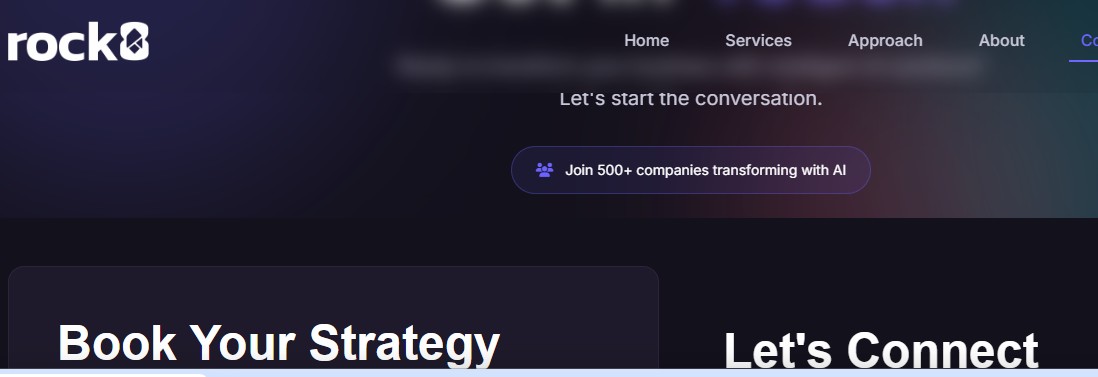 rock8
Home Services Approach About Co
Let's start the conversation.
Join 500+ companies transforming with AI
Book Your Strategy
Let's Connect